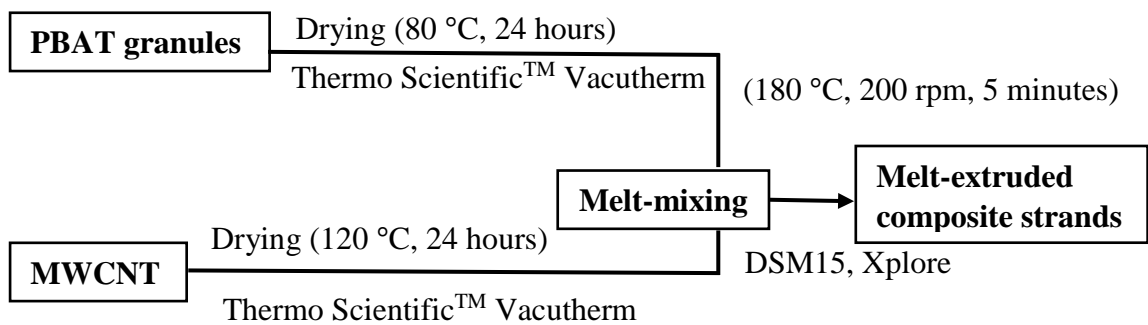 PBAT granules
Drying (80 °C, 24 hours)
Thermo Scientific™ Vacutherm
(180 °C, 200 rpm, 5 minutes)
Melt-mixing
Melt-extruded
composite strands
DSM15, Xplore
MWCNT
Drying (120 °C, 24 hours)
Thermo Scientific™ Vacutherm